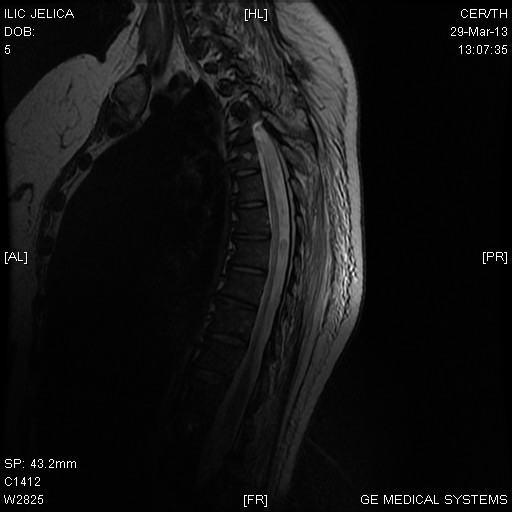 ILIC JELICA
DOB:
5
[HL]
CER/TH
29-Mar-13
13:07:35
[AL]
[PR]
SP: 43.2mm
C1412
W2825
[FR]
GE MEDICAL SYSTEMS